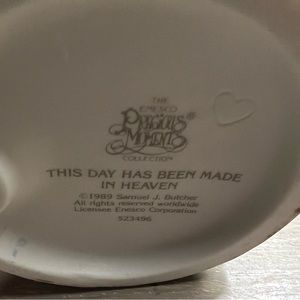 THE
ENESCO
PRECIOUS
MOMENTS®
COLLECTION
THIS DAY HAS BEEN MADE
IN HEAVEN
©1989 Samuel J. Butcher
All rights reserved worldwide
Licensee Enesco Corporation
523496